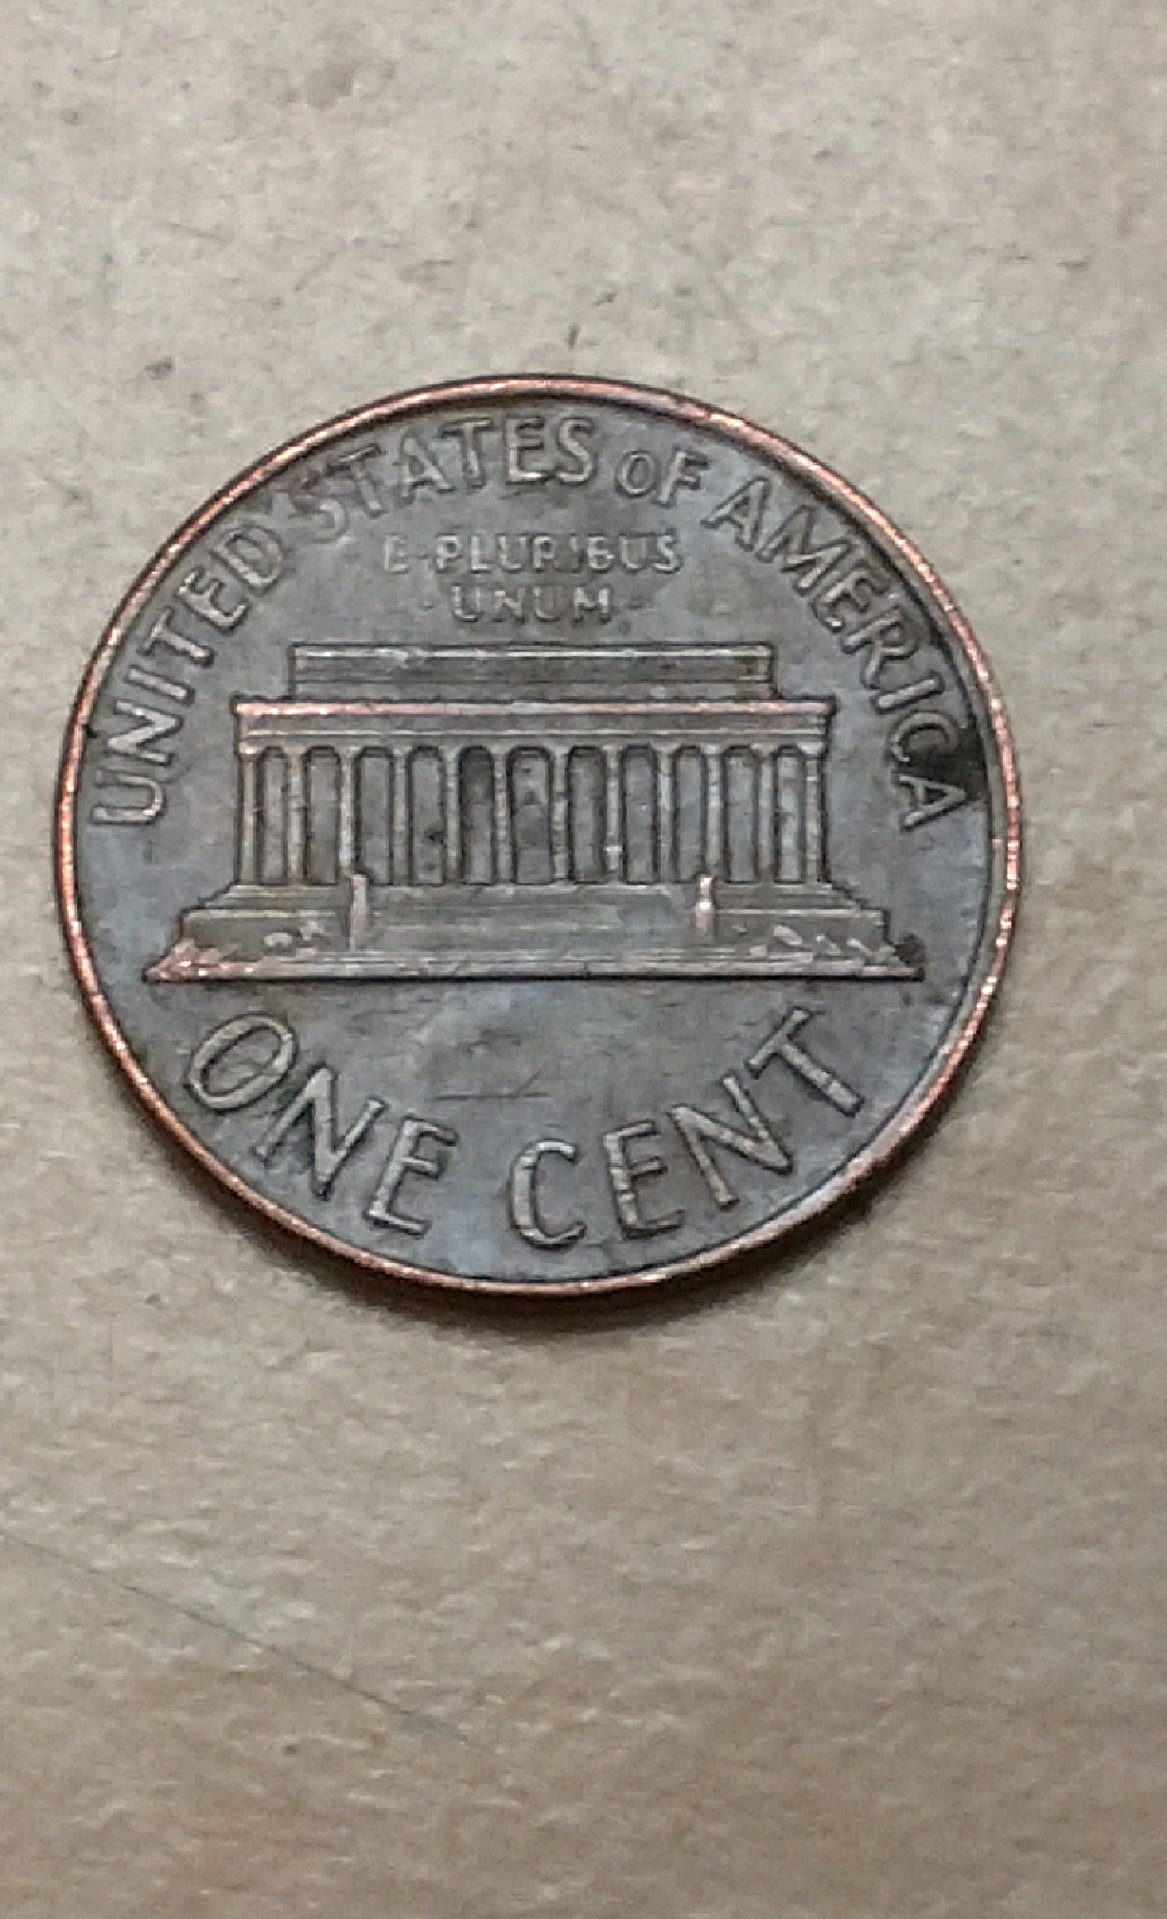 UNITED STATES OF AMERICA
E PLURIBUS
UNUM
ONE CENT